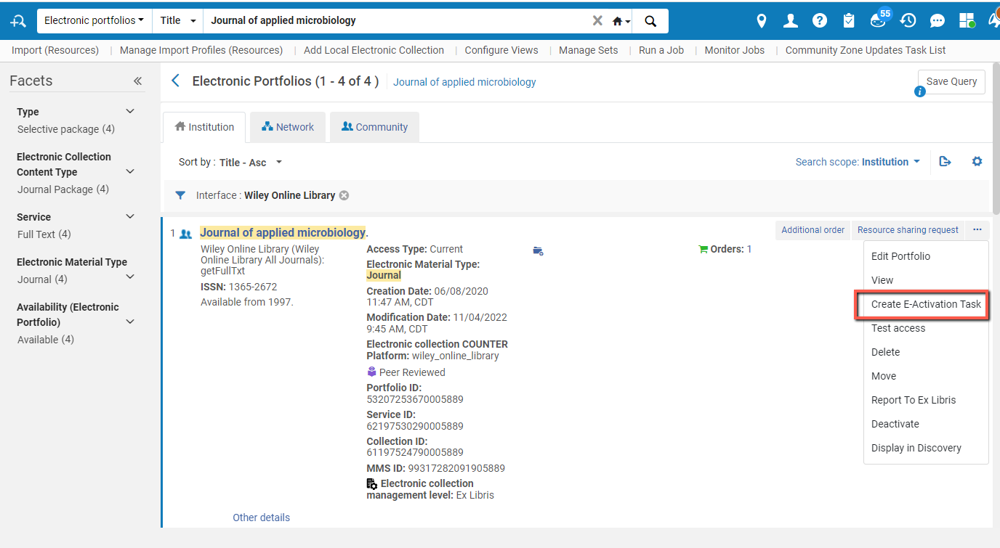 Electronic portfolios Title Journal of applied microbiology 55
Import (Resources) | Manage Import Profiles (Resources) | Add Local Electronic Collection | Configure Views | Manage Sets | Run a Job | Monitor Jobs | Community Zone Updates Task List
Facets
Type
Selective package (4)
Electronic Collection
Content Type
Journal Package (4)
Service
Full Text (4)
Electronic Material Type
Journal (4)
Availability (Electronic
Portfolio)
Available (4)
Electronic Portfolios (1 - 4 of 4 ) Journal of applied microbiology
Save Query
Institution Network Community
Sort by : Title - Asc
Search scope: Institution
Interface : Wiley Online Library
1 Journal of applied microbiology.
Wiley Online Library (Wiley
Online Library All Journals):
getFullTxt
ISSN: 1365-2672
Available from 1997.
Access Type: Current
Electronic Material Type:
Journal
Creation Date: 06/08/2020
11:47 AM, CDT
Modification Date: 11/04/2022
9:45 AM, CDT
Electronic collection COUNTER
Platform: wiley_online_library
Peer Reviewed
Portfolio ID:
53207253670005889
Service ID:
62197530290005889
Collection ID:
61197524790005889
MMS ID: 99317282091905889
Electronic collection
management level: Ex Libris
Other details
Orders: 1
Additional order Resource sharing request ...
Edit Portfolio
View
Create E-Activation Task
Test access
Delete
Move
Report To Ex Libris
Deactivate
Display in Discovery